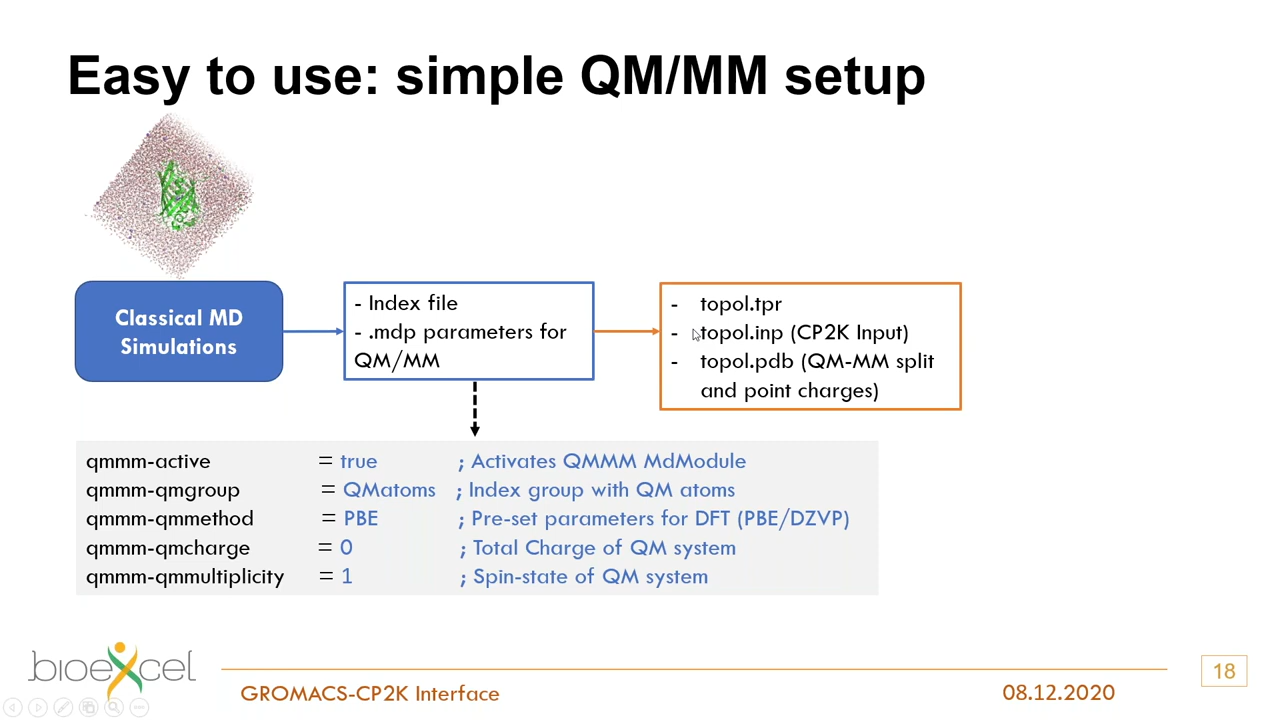 Easy to use: simple QM/MM setup
Classical MD
Simulations
- Index file
- .mdp parameters for
QM/MM
- topol.tpr
- topol.inp (CP2K Input)
- topol.pdb (QM-MM split
and point charges)
qmmm-active = true ; Activates QMMM MdModule
qmmm-qmgroup = QMatoms ; Index group with QM atoms
qmmm-qmmethod = PBE ; Pre-set parameters for DFT (PBE/DZVP)
qmmm-qmcharge = 0 ; Total Charge of QM system
qmmm-qmmultiplicity = 1 ; Spin-state of QM system
bioexcel
GROMACS-CP2K Interface
08.12.2020
18